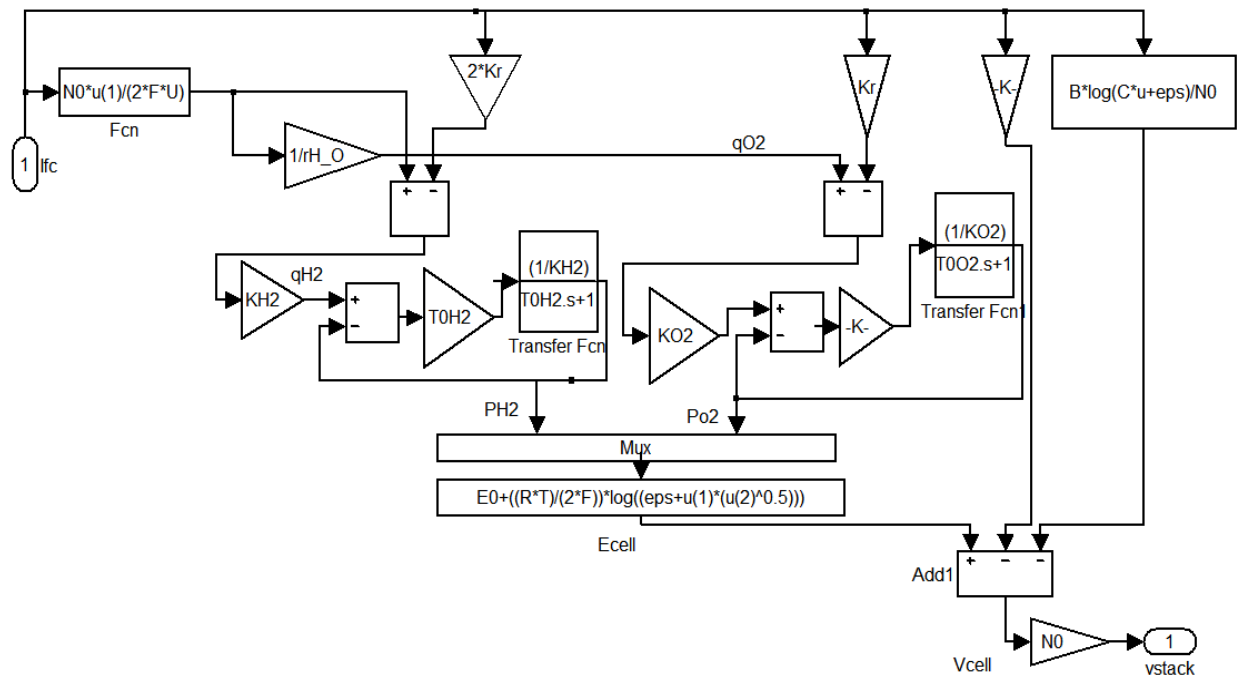 2*Kr
Kr
-K-
N0*u(1)/(2*F*U)
B*log(C*u+eps)/N0
Fcn
1
Ifc
1/rH_O
qO2
+ −
+ −
(1/KH2)
T0H2.s+1
Transfer Fcn
(1/KO2)
T0O2.s+1
Transfer Fcn1
KH2
qH2
+
−
T0H2
KO2
+
−
-K-
PH2
Po2
Mux
E0+((R*T)/(2*F))*log((eps+u(1)*(u(2)^0.5)))
Ecell
+ − −
Add1
Vcell
N0
1
vstack